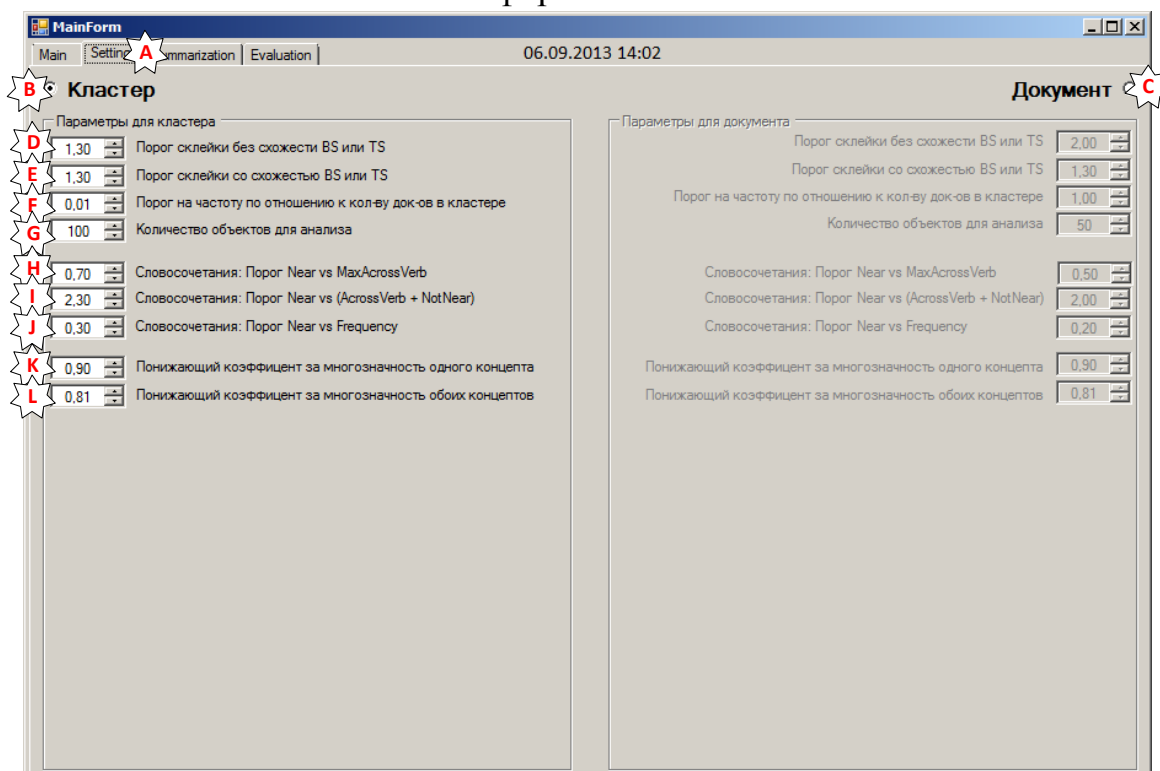 MainForm
Main Setting A mmarization Evaluation 06.09.2013 14:02
B Кластер Документ C
Параметры для кластера Параметры для документа
D 1,30 Порог склейки без схожести BS или TS Порог склейки без схожести BS или TS 2,00
E 1,30 Порог склейки со схожестью BS или TS Порог склейки со схожестью BS или TS 1,30
F 0,01 Порог на частоту по отношению к кол-ву док-ов в кластере Порог на частоту по отношению к кол-ву док-ов в кластере 1,00
G 100 Количество объектов для анализа Количество объектов для анализа 50
H 0,70 Словосочетания: Порог Near vs MaxAcrossVerb Словосочетания: Порог Near vs MaxAcrossVerb 0,50
I 2,30 Словосочетания: Порог Near vs (AcrossVerb + NotNear) Словосочетания: Порог Near vs (AcrossVerb + NotNear) 2,00
J 0,30 Словосочетания: Порог Near vs Frequency Словосочетания: Порог Near vs Frequency 0,20
K 0,90 Понижающий коэффицент за многозначность одного концепта Понижающий коэффицент за многозначность одного концепта 0,90
L 0,81 Понижающий коэффицент за многозначность обоих концептов Понижающий коэффицент за многозначность обоих концептов 0,81